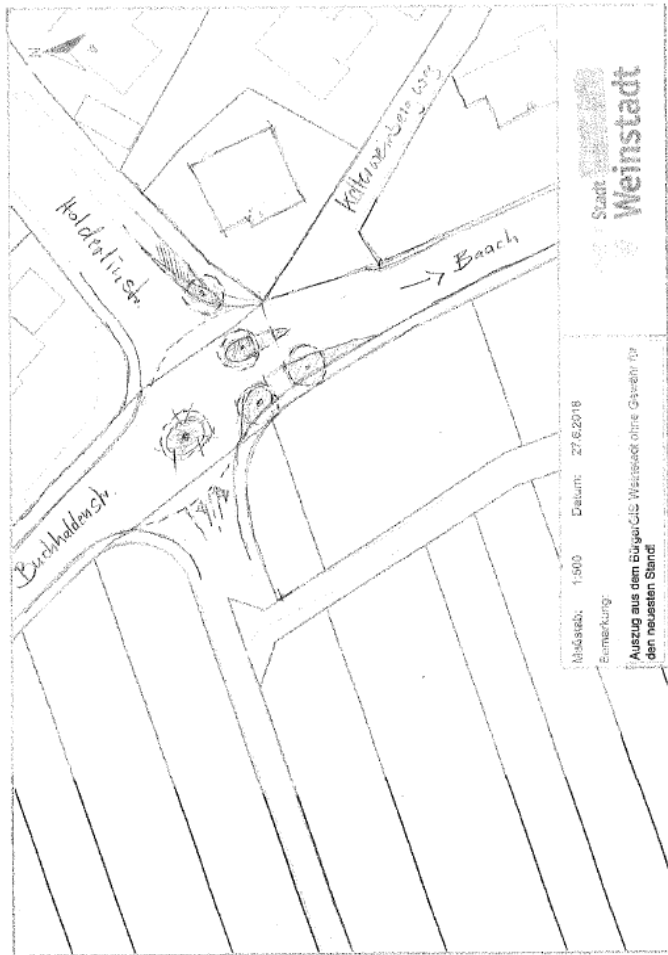 N
Hölderlinstr.
Buchhaldenstr.
Baach
Stadt
Weinstadt
Maßstab: 1:500 Datum: 27.6.2018
Bemerkung:
Auszug aus dem BürgerGIS Weinstadt ohne Gewähr für
den neuesten Stand!